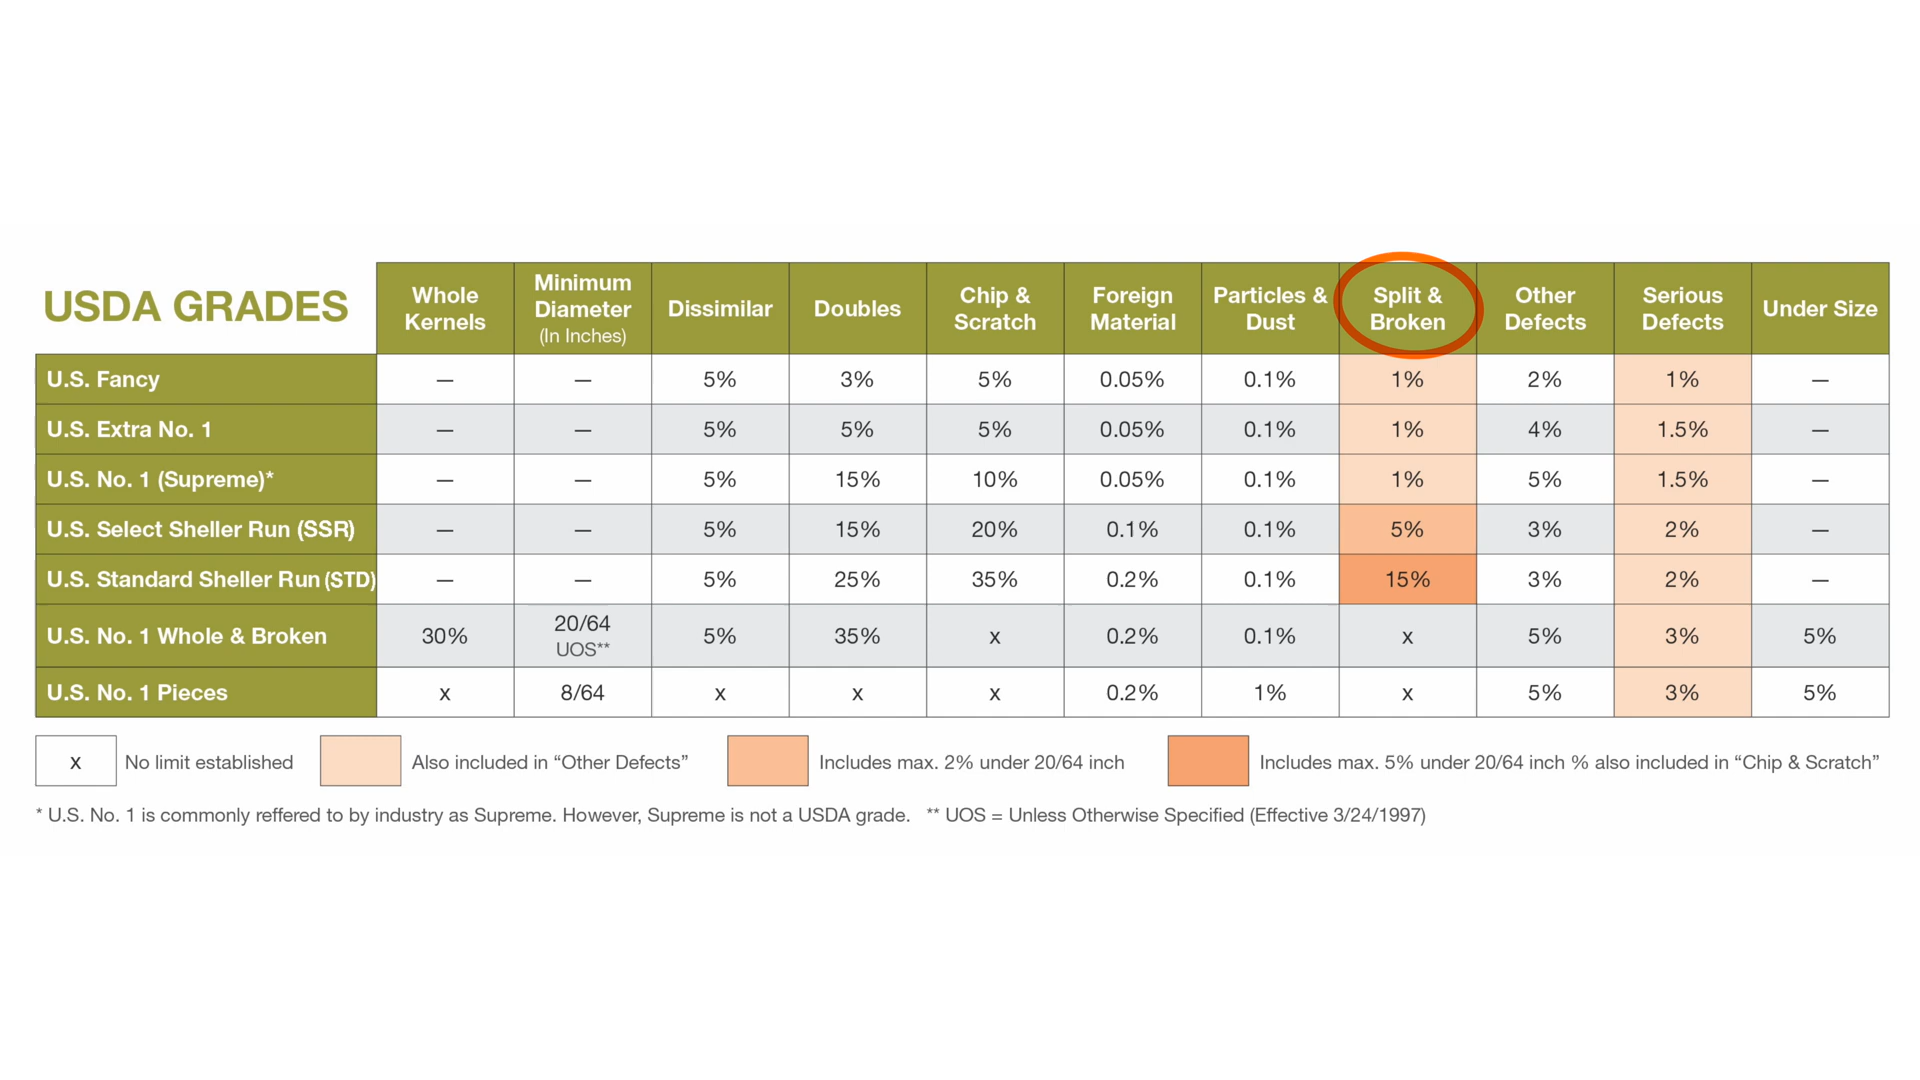 USDA GRADES
Whole Kernels
Minimum Diameter (In Inches)
Dissimilar
Doubles
Chip & Scratch
Foreign Material
Particles & Dust
Split & Broken
Other Defects
Serious Defects
Under Size
U.S. Fancy — — 5% 3% 5% 0.05% 0.1% 1% 2% 1% —
U.S. Extra No. 1 — — 5% 5% 5% 0.05% 0.1% 1% 4% 1.5% —
U.S. No. 1 (Supreme)* — — 5% 15% 10% 0.05% 0.1% 1% 5% 1.5% —
U.S. Select Sheller Run (SSR) — — 5% 15% 20% 0.1% 0.1% 5% 3% 2% —
U.S. Standard Sheller Run (STD) — — 5% 25% 35% 0.2% 0.1% 15% 3% 2% —
U.S. No. 1 Whole & Broken 30% 20/64 UOS** 5% 35% x 0.2% 0.1% x 5% 3% 5%
U.S. No. 1 Pieces x 8/64 x x x 0.2% 1% x 5% 3% 5%
x No limit established
Also included in “Other Defects”
Includes max. 2% under 20/64 inch
Includes max. 5% under 20/64 inch % also included in “Chip & Scratch”
* U.S. No. 1 is commonly reffered to by industry as Supreme. However, Supreme is not a USDA grade. ** UOS = Unless Otherwise Specified (Effective 3/24/1997)